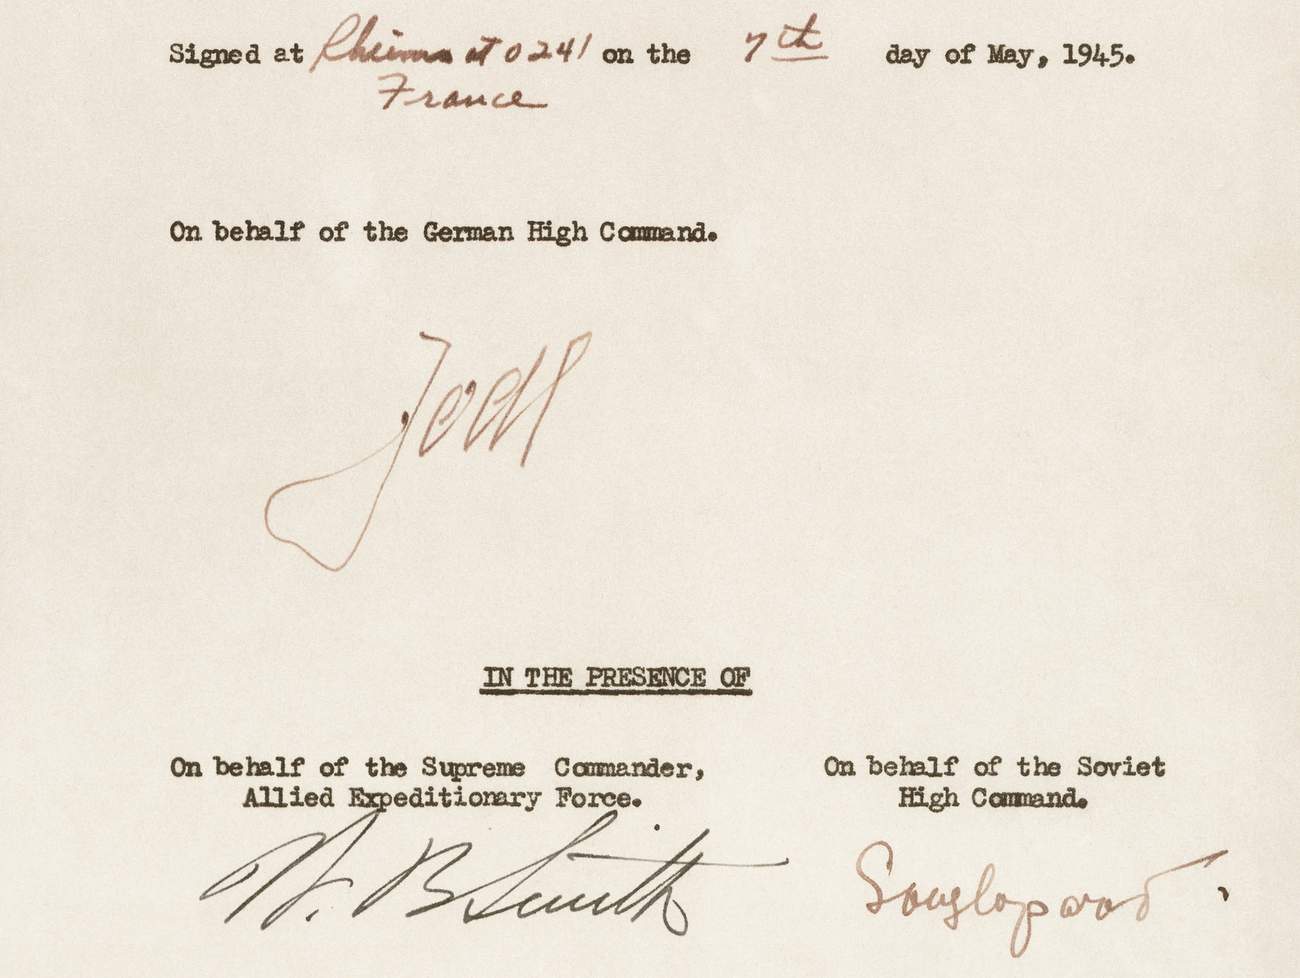 Signed at Rheims at 0241 on the 7th day of May, 1945.
France
On behalf of the German High Command.
Jodl
IN THE PRESENCE OF
On behalf of the Supreme Commander,
Allied Expeditionary Force.
W. B. Smith
On behalf of the Soviet
High Command.
Sousloparov